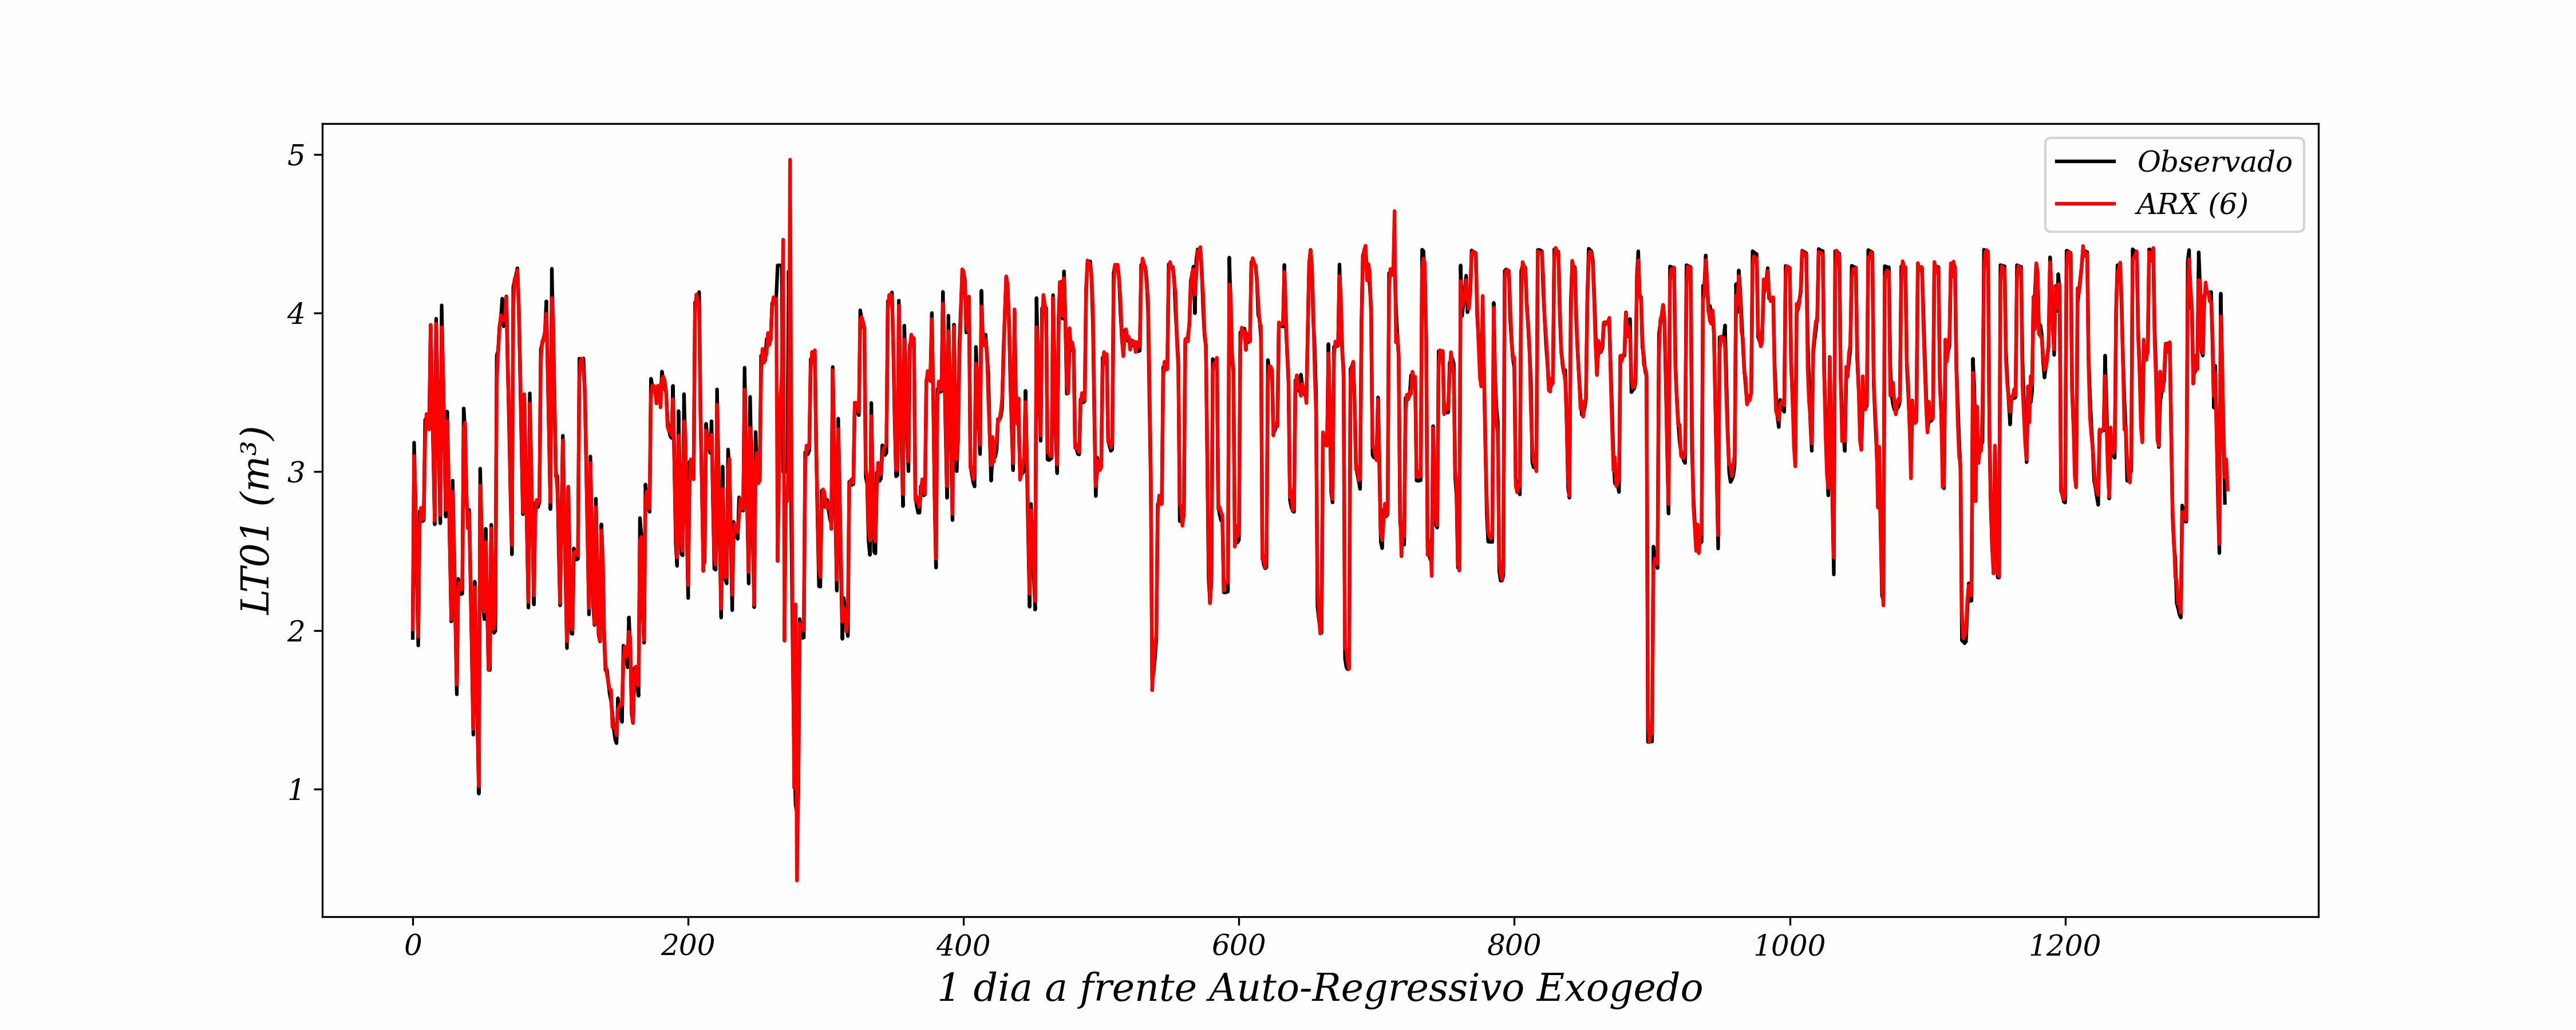 5
4
3
2
1
LT01 (m³)
Observado
ARX (6)
0 200 400 600 800 1000 1200
1 dia a frente Auto-Regressivo Exogedo